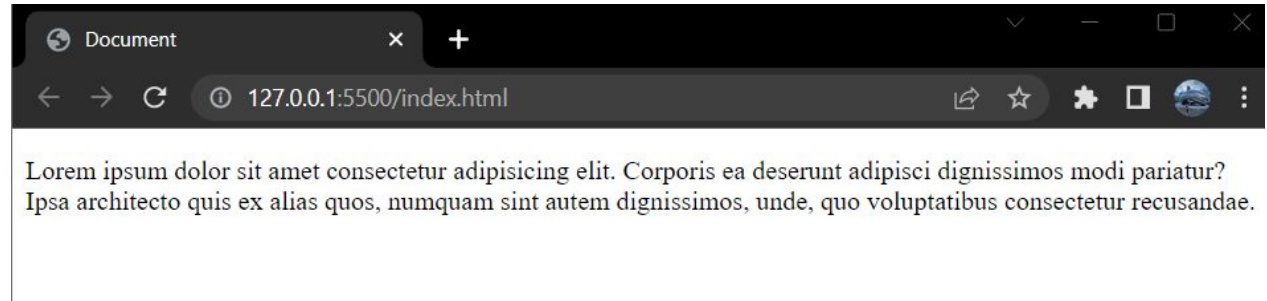 Document
127.0.0.1:5500/index.html
Lorem ipsum dolor sit amet consectetur adipisicing elit. Corporis ea deserunt adipisci dignissimos modi pariatur?
Ipsa architecto quis ex alias quos, numquam sint autem dignissimos, unde, quo voluptatibus consectetur recusandae.